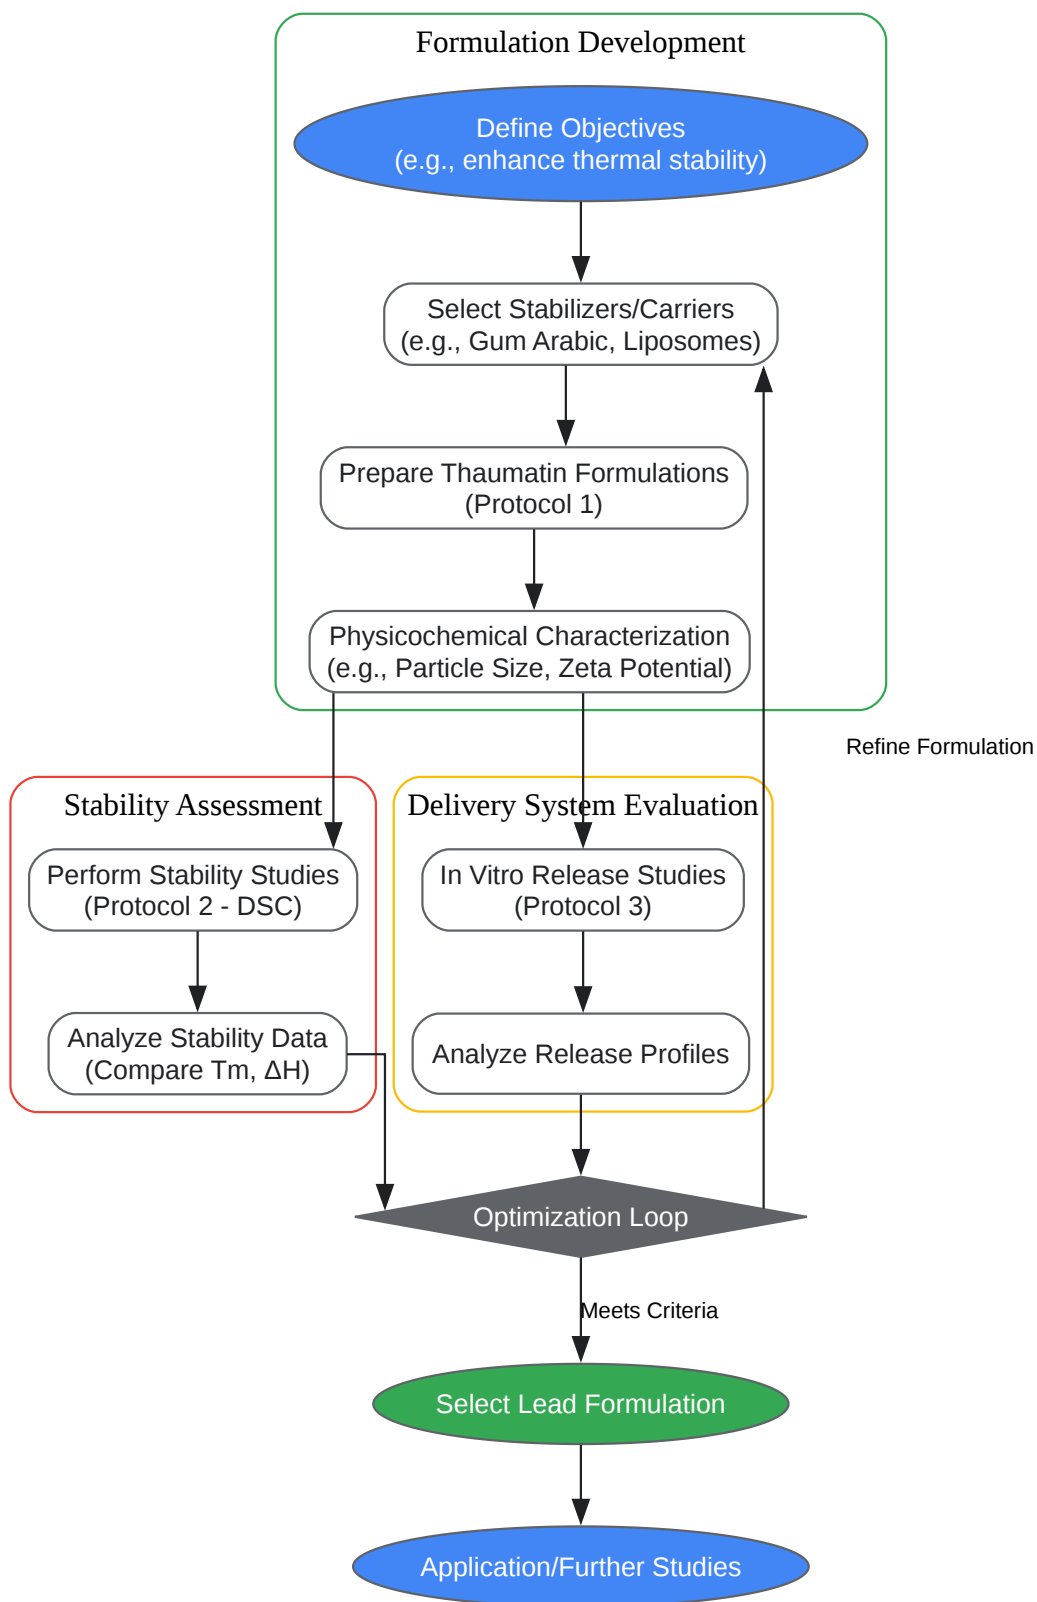 Formulation Development
Define Objectives
(e.g., enhance thermal stability)
Select Stabilizers/Carriers
(e.g., Gum Arabic, Liposomes)
Prepare Thaumatin Formulations
(Protocol 1)
Physicochemical Characterization
(e.g., Particle Size, Zeta Potential)
Refine Formulation
Stability Assessment
Perform Stability Studies
(Protocol 2 - DSC)
Analyze Stability Data
(Compare Tm, ΔH)
Delivery System Evaluation
In Vitro Release Studies
(Protocol 3)
Analyze Release Profiles
Optimization Loop
Meets Criteria
Select Lead Formulation
Application/Further Studies